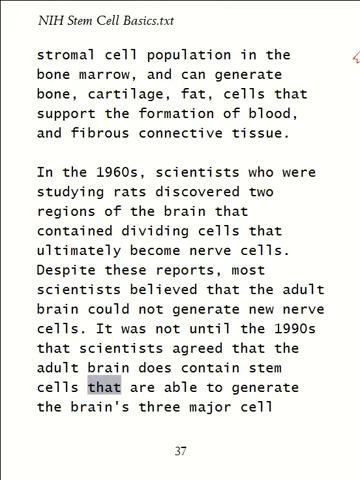 NIH Stem Cell Basics.txt
stromal cell population in the
bone marrow, and can generate
bone, cartilage, fat, cells that
support the formation of blood,
and fibrous connective tissue.
In the 1960s, scientists who were
studying rats discovered two
regions of the brain that
contained dividing cells that
ultimately become nerve cells.
Despite these reports, most
scientists believed that the adult
brain could not generate new nerve
cells. It was not until the 1990s
that scientists agreed that the
adult brain does contain stem
cells that are able to generate
the brain's three major cell
37